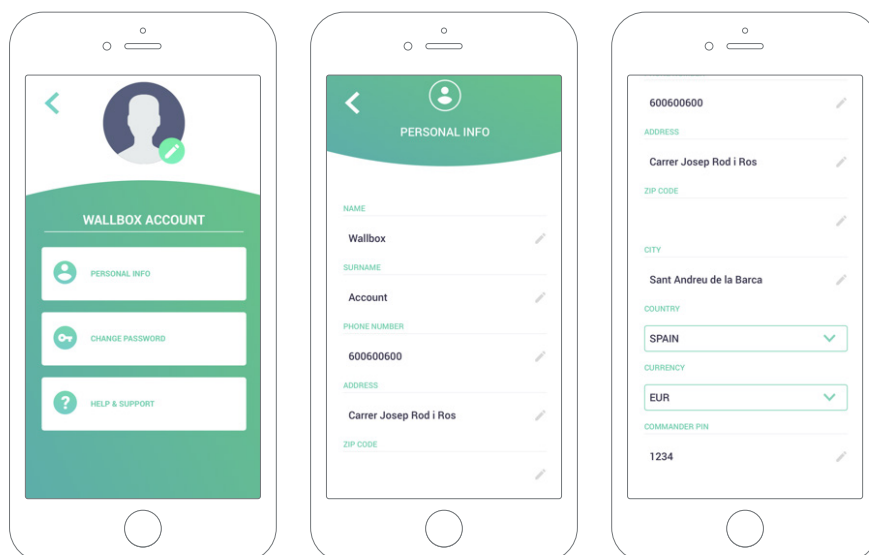 WALLBOX ACCOUNT
PERSONAL INFO
CHANGE PASSWORD
HELP & SUPPORT
PERSONAL INFO
NAME
Wallbox
SURNAME
Account
PHONE NUMBER
600600600
ADDRESS
Carrer Josep Rod i Ros
ZIP CODE
600600600
ADDRESS
Carrer Josep Rod i Ros
ZIP CODE
CITY
Sant Andreu de la Barca
COUNTRY
SPAIN
CURRENCY
EUR
COMMANDER PIN
1234